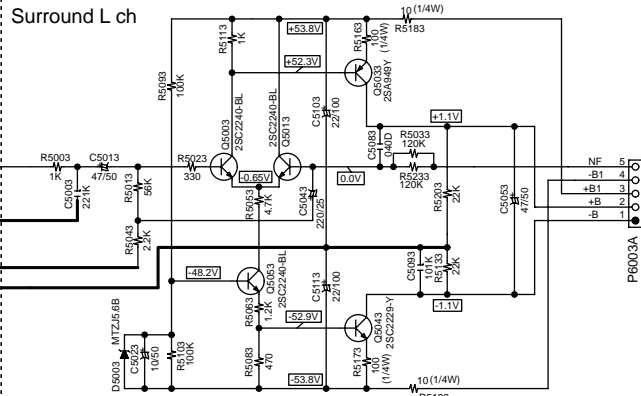 Surround L ch
R5113
1K
+53.8V
R5163
100
(1/4W)
10 (1/4W)
R5183
R5093
100K
+52.3V
Q5033
2SA949Y
Q5003
2SC2240-BL
2SC2240-BL
Q5013
C5103
22/100
C5083
040D
+1.1V
R5033
120K
R5003
1K
C5013
47/50
R5023
330
NF 5
-B1 4
+B1 3
+B 2
-B 1
P6003A
C5003
221K
R5013
56K
-0.65V
R5053
4.7K
C5043
220/25
0.0V
R5233
120K
R5203
22K
C5053
47/50
R5043
2.2K
-48.2V
Q5053
2SC2240-BL
C5113
22/100
C5093
101K
R5133
22K
R5063
1.2K
-52.9V
Q5043
2SC2229-Y
-1.1V
D5003
MTZJ5.6B
C5023
10/50
R5103
100K
R5083
470
R5173
100
(1/4W)
-53.8V
10 (1/4W)